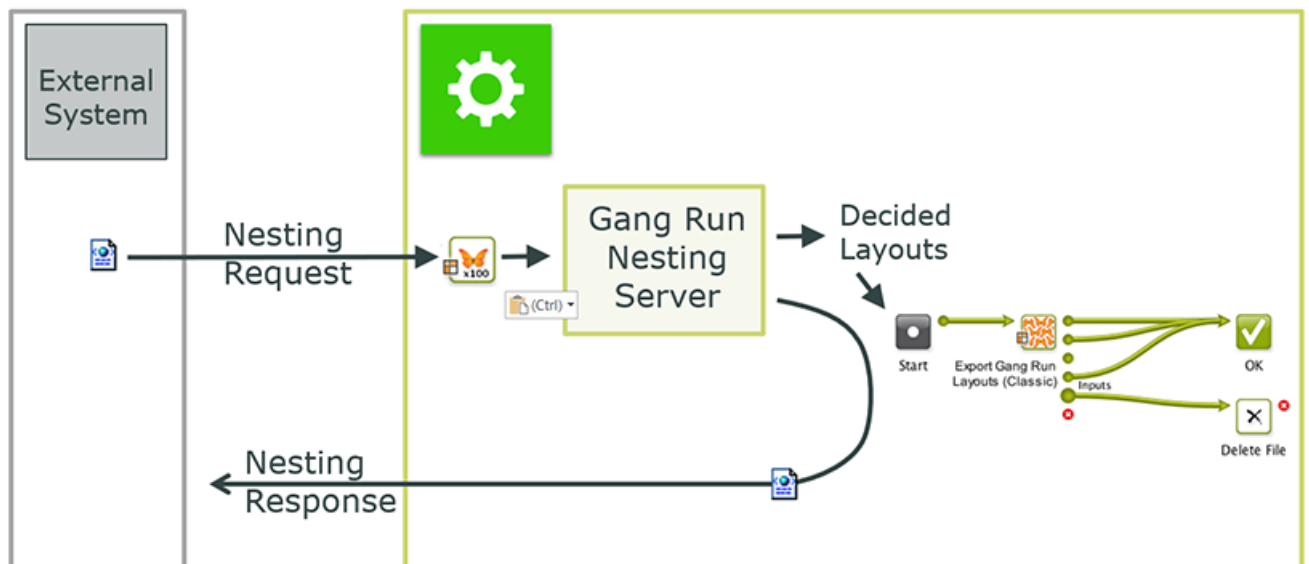 External
System
Nesting
Request
x100
(Ctrl)
Gang Run
Nesting
Server
Decided
Layouts
Start
Export Gang Run
Layouts (Classic)
Inputs
OK
Delete File
Nesting
Response